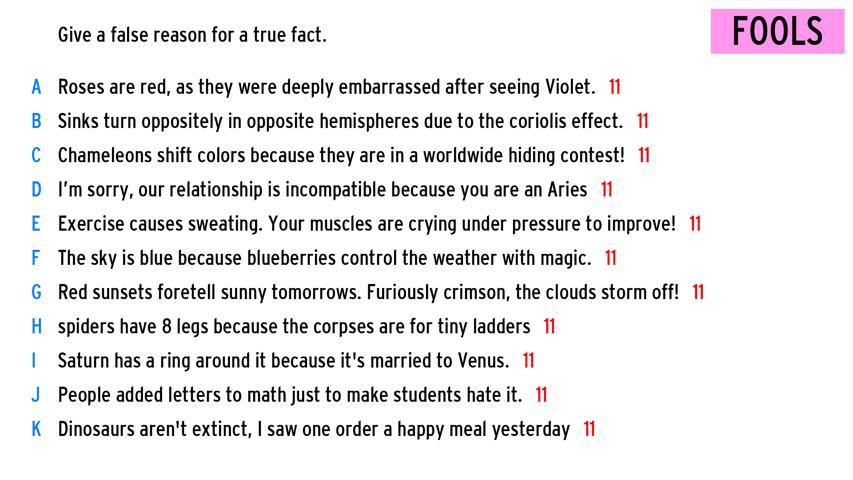 Give a false reason for a true fact.
FOOLS
A Roses are red, as they were deeply embarrassed after seeing Violet. 11
B Sinks turn oppositely in opposite hemispheres due to the coriolis effect. 11
C Chameleons shift colors because they are in a worldwide hiding contest! 11
D I'm sorry, our relationship is incompatible because you are an Aries 11
E Exercise causes sweating. Your muscles are crying under pressure to improve! 11
F The sky is blue because blueberries control the weather with magic. 11
G Red sunsets foretell sunny tomorrows. Furiously crimson, the clouds storm off! 11
H spiders have 8 legs because the corpses are for tiny ladders 11
I Saturn has a ring around it because it's married to Venus. 11
J People added letters to math just to make students hate it. 11
K Dinosaurs aren't extinct, I saw one order a happy meal yesterday 11